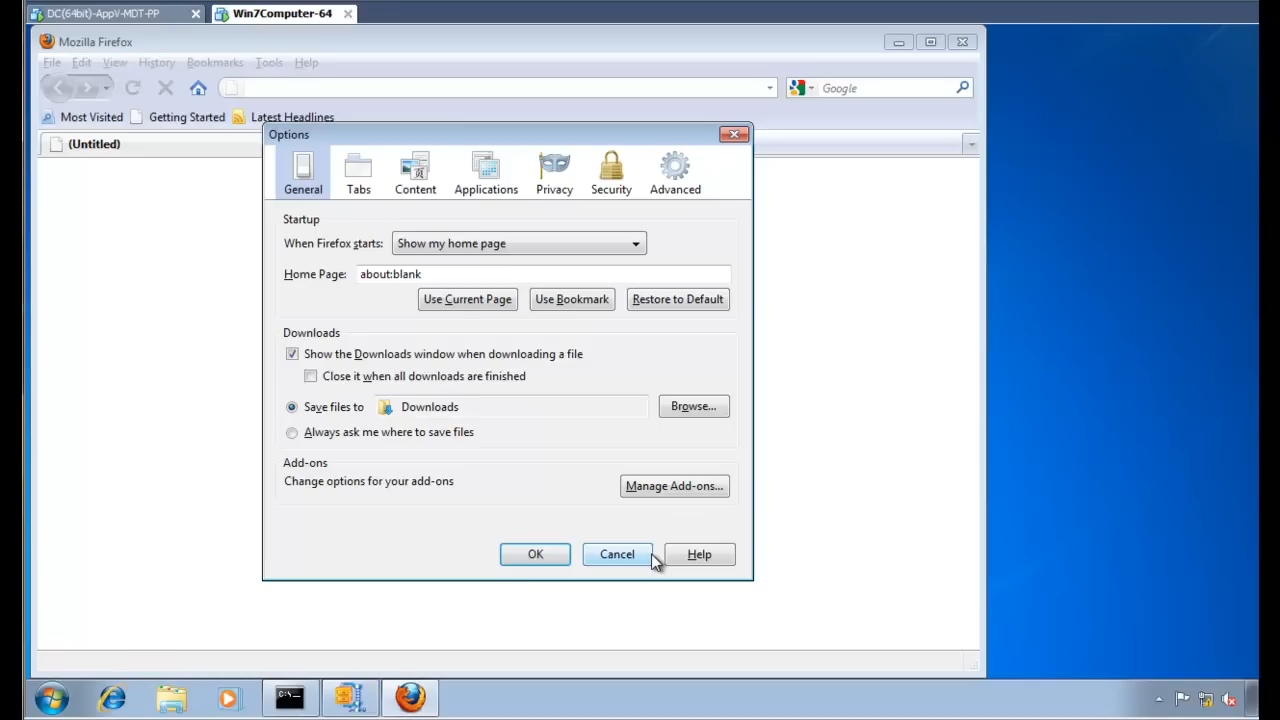 DC(64bit)-AppV-MDT-PP
Win7Computer-64
Mozilla Firefox
File Edit View History Bookmarks Tools Help
Google
Most Visited Getting Started Latest Headlines
(Untitled)
Options
General Tabs Content Applications Privacy Security Advanced
Startup
When Firefox starts: Show my home page
Home Page: about:blank
Use Current Page Use Bookmark Restore to Default
Downloads
Show the Downloads window when downloading a file
Close it when all downloads are finished
Save files to Downloads Browse...
Always ask me where to save files
Add-ons
Change options for your add-ons
Manage Add-ons...
OK Cancel Help
C:\